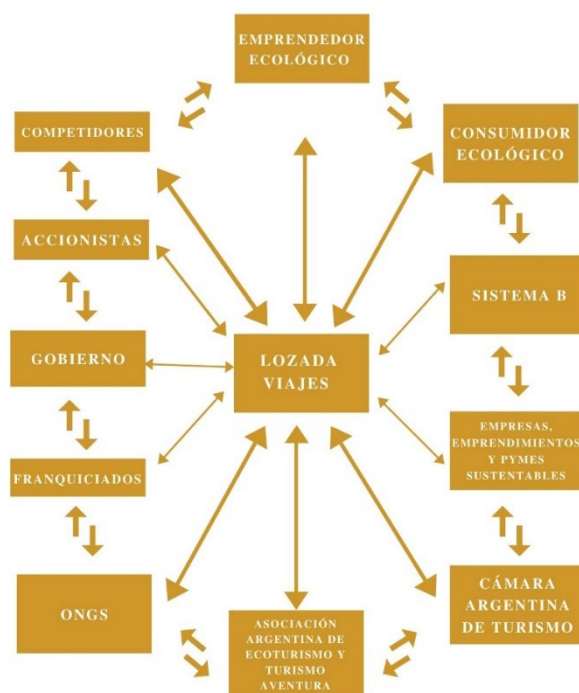 EMPRENDEDOR
ECOLÓGICO
COMPETIDORES
CONSUMIDOR
ECOLÓGICO
ACCIONISTAS
SISTEMA B
GOBIERNO
LOZADA
VIAJES
EMPRESAS,
EMPRENDIMIENTOS
Y PYMES
SUSTENTABLES
FRANQUICIADOS
ONGS
ASOCIACIÓN
ARGENTINA DE
ECOTURISMO Y
TURISMO
AVENTURA
CÁMARA
ARGENTINA
DE TURISMO